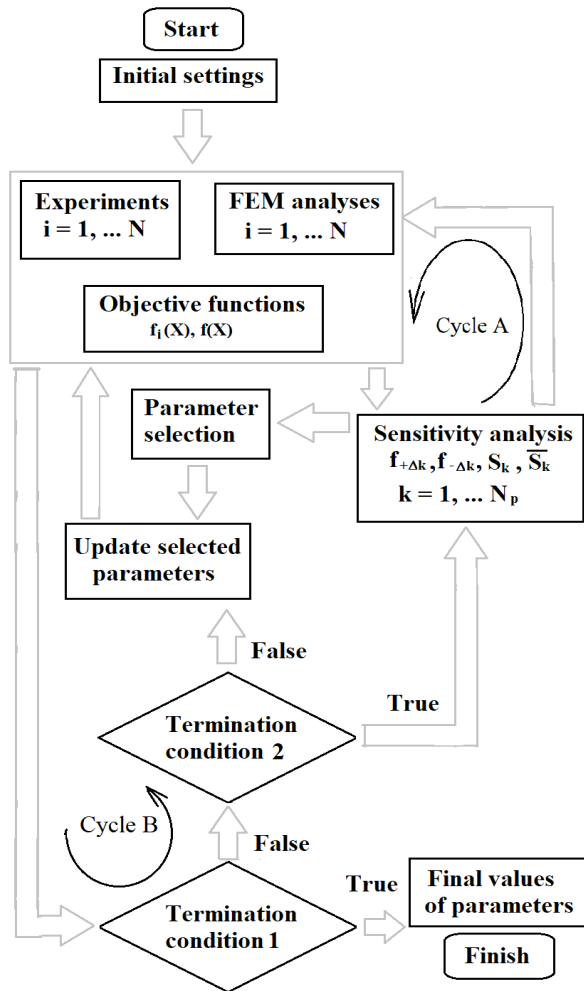 Start
Initial settings
Experiments
i = 1, ... N
FEM analyses
i = 1, ... N
Objective functions
fᵢ(X), f(X)
Cycle A
Parameter
selection
Sensitivity analysis
f₊Δk, f₋Δk, Sₖ, S̅ₖ
k = 1, ... Nₚ
Update selected
parameters
False
True
Termination
condition 2
Cycle B
False
True
Termination
condition 1
Final values
of parameters
Finish